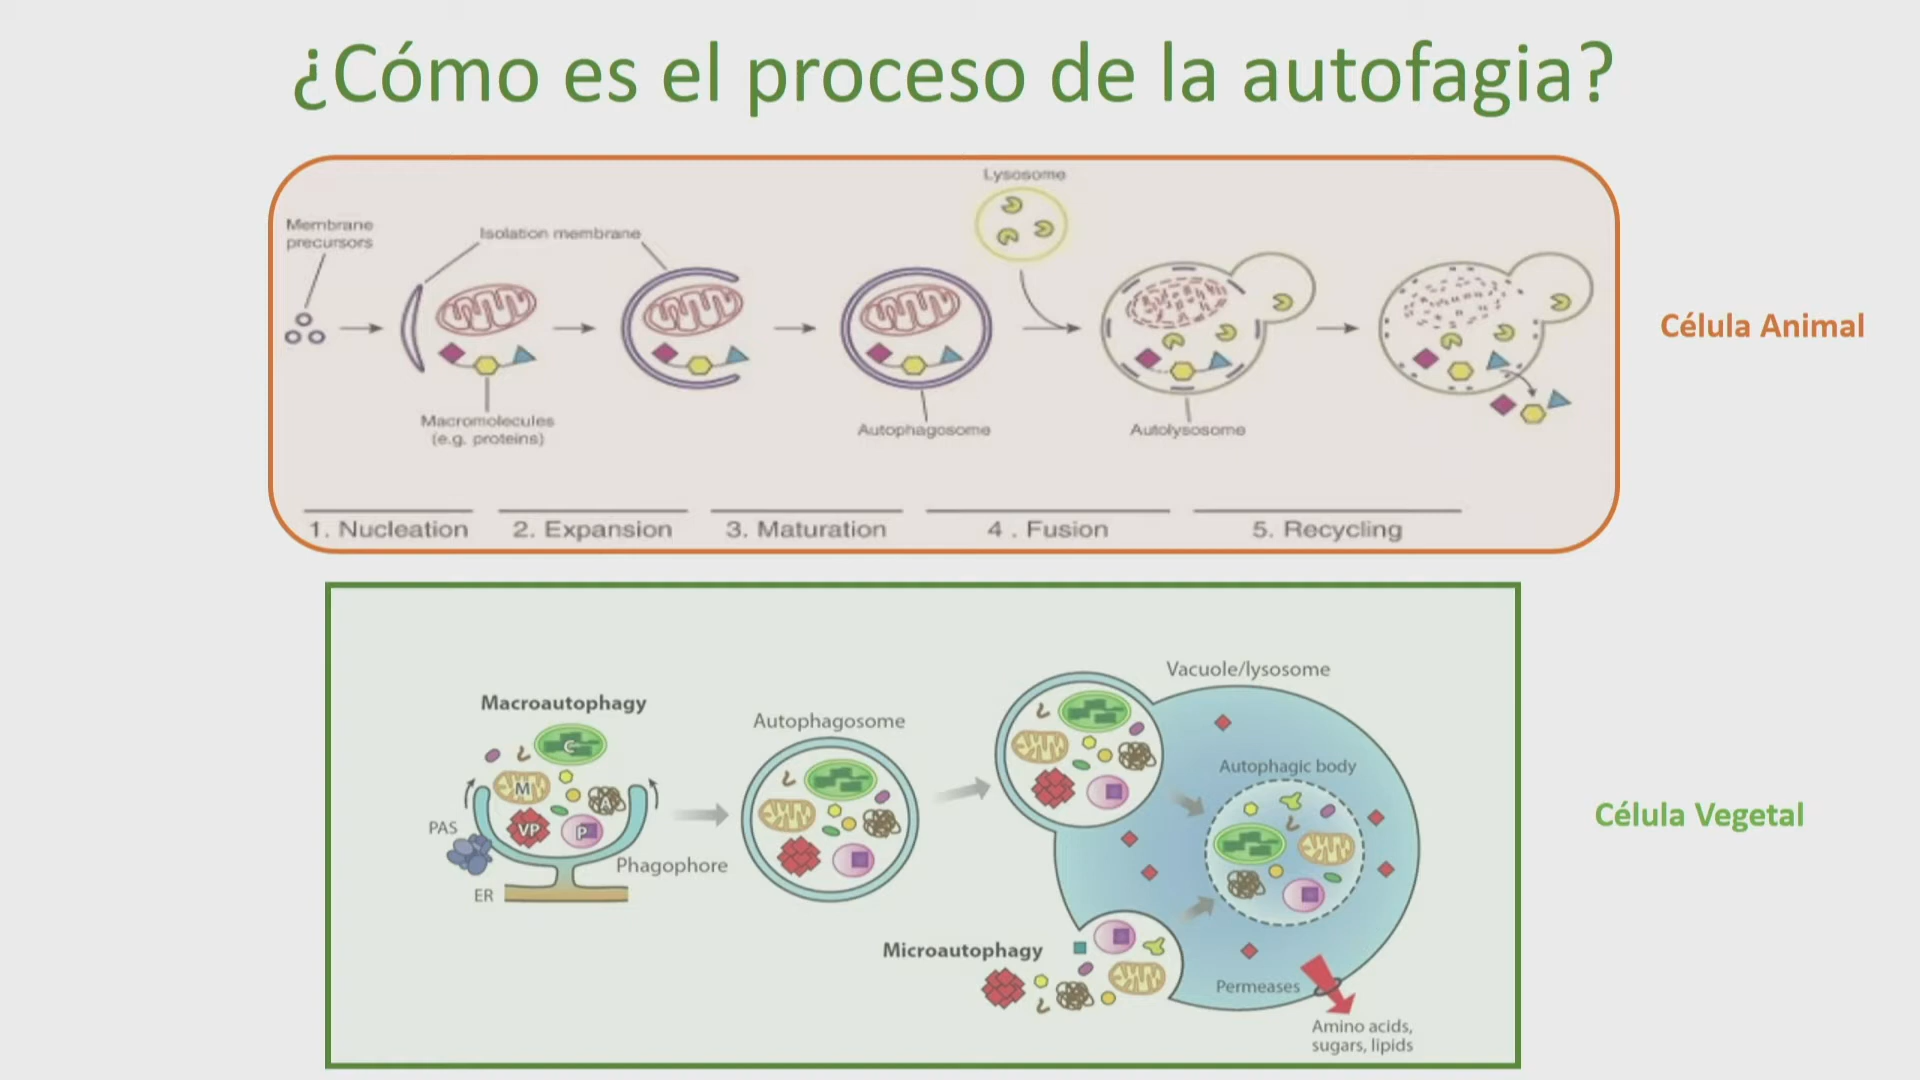 ¿Cómo es el proceso de la autofagia?
Lysosome
Membrane
precursors
Isolation membrane
Macromolecules
(e.g. proteins)
Autophagosome
Autolysosome
1. Nucleation
2. Expansion
3. Maturation
4 . Fusion
5. Recycling
Célula Animal
Macroautophagy
C
M
A
VP
P
PAS
ER
Phagophore
Autophagosome
Vacuole/lysosome
Autophagic body
Microautophagy
Permeases
Amino acids,
sugars, lipids
Célula Vegetal